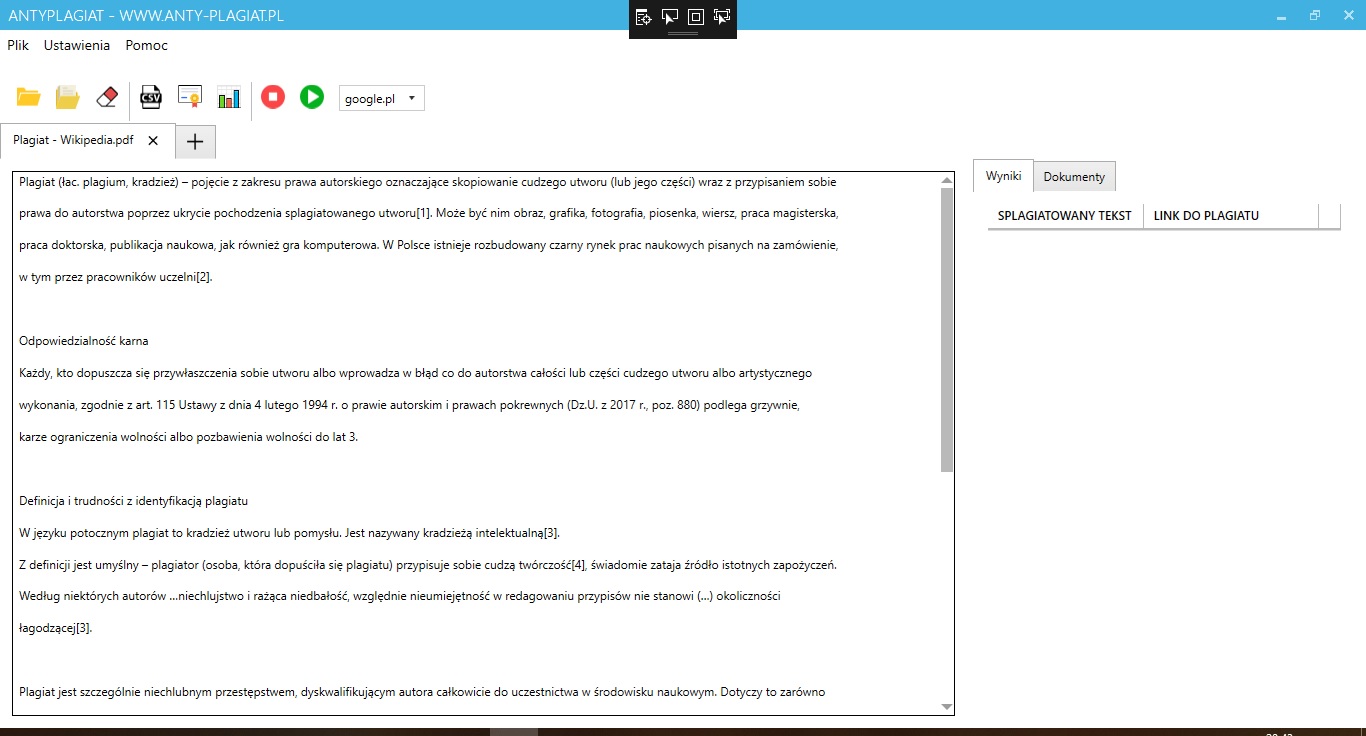 ANTYPLAGIAT - WWW.ANTY-PLAGIAT.PL
Plik Ustawienia Pomoc
CSV
google.pl
Plagiat - Wikipedia.pdf
Wyniki Dokumenty
SPLAGIATOWANY TEKST LINK DO PLAGIATU
Plagiat (łac. plagium, kradzież) – pojęcie z zakresu prawa autorskiego oznaczające skopiowanie cudzego utworu (lub jego części) wraz z przypisaniem sobie
prawa do autorstwa poprzez ukrycie pochodzenia splagiatowanego utworu[1]. Może być nim obraz, grafika, fotografia, piosenka, wiersz, praca magisterska,
praca doktorska, publikacja naukowa, jak również gra komputerowa. W Polsce istnieje rozbudowany czarny rynek prac naukowych pisanych na zamówienie,
w tym przez pracowników uczelni[2].
Odpowiedzialność karna
Każdy, kto dopuszcza się przywłaszczenia sobie utworu albo wprowadza w błąd co do autorstwa całości lub części cudzego utworu albo artystycznego
wykonania, zgodnie z art. 115 Ustawy z dnia 4 lutego 1994 r. o prawie autorskim i prawach pokrewnych (Dz.U. z 2017 r., poz. 880) podlega grzywnie,
karze ograniczenia wolności albo pozbawienia wolności do lat 3.
Definicja i trudności z identyfikacją plagiatu
W języku potocznym plagiat to kradzież utworu lub pomysłu. Jest nazywany kradzieżą intelektualną[3].
Z definicji jest umyślny – plagiator (osoba, która dopuściła się plagiatu) przypisuje sobie cudzą twórczość[4], świadomie zataja źródło istotnych zapożyczeń.
Według niektórych autorów ...niechlujstwo i rażąca niedbałość, względnie nieumiejętność w redagowaniu przypisów nie stanowi (...) okoliczności
łagodzącej[3].
Plagiat jest szczególnie niechlubnym przestępstwem, dyskwalifikującym autora całkowicie do uczestnictwa w środowisku naukowym. Dotyczy to zarówno